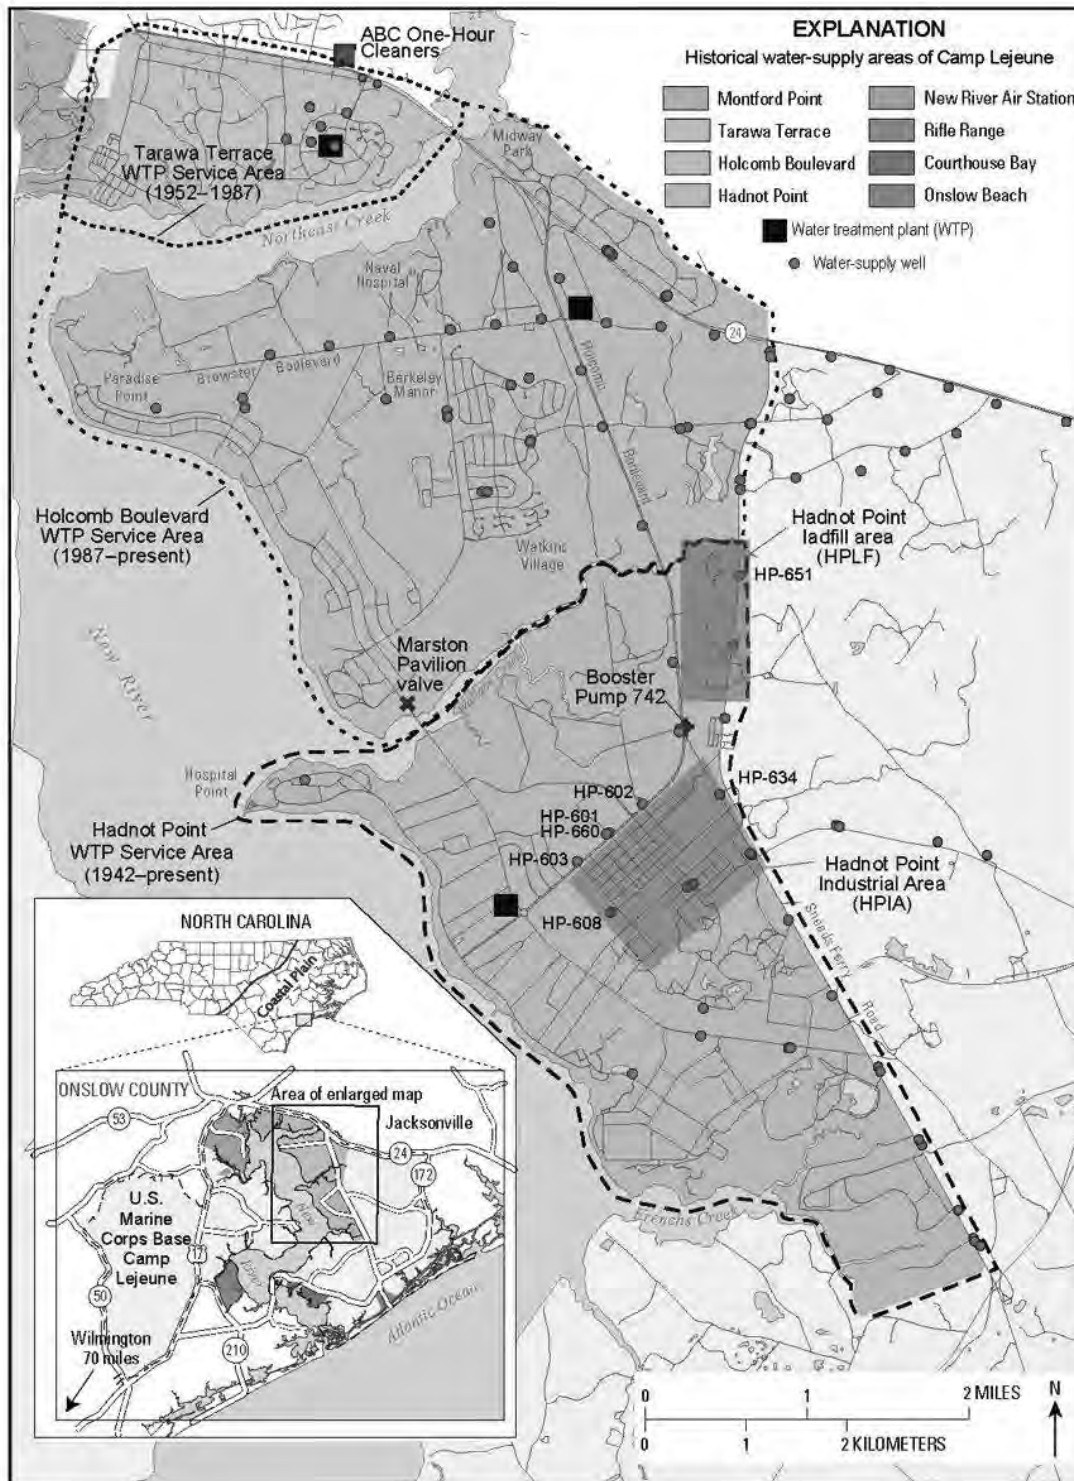 EXPLANATION
Historical water-supply areas of Camp Lejeune
Montford Point
Tarawa Terrace
Holcomb Boulevard
Hadnot Point
New River Air Station
Rifle Range
Courthouse Bay
Onslow Beach
Water treatment plant (WTP)
Water-supply well
ABC One-Hour
Cleaners
Midway
Park
Tarawa Terrace
WTP Service Area
(1952–1987)
Northeast Creek
Naval
Hospital
24
Holcomb
Boulevard
Paradise
Point
Brewster
Boulevard
Berkeley
Manor
Holcomb Boulevard
WTP Service Area
(1987–present)
Watkins
Village
Hadnot Point
ladfill area
(HPLF)
HP-651
New River
Marston
Pavilion
valve
Booster
Pump 742
Hospital
Point
HP-634
HP-602
HP-601
HP-660
HP-603
HP-608
Hadnot Point
WTP Service Area
(1942–present)
Hadnot Point
Industrial Area
(HPIA)
Sneads Ferry
Road
Frenchs Creek
NORTH CAROLINA
Coastal Plain
ONSLOW COUNTY
Area of enlarged map
Jacksonville
53
24
172
U.S.
Marine
Corps Base
Camp
Lejeune
17
New
River
50
210
Atlantic Ocean
Wilmington
70 miles
0 1 2 MILES
0 1 2 KILOMETERS
N